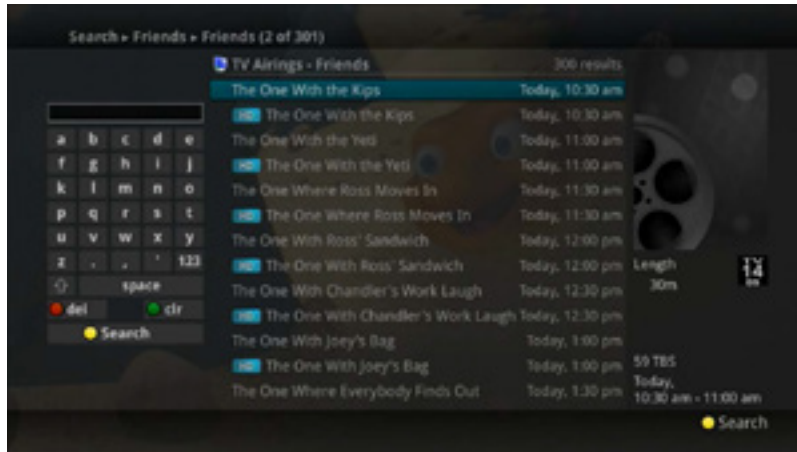 Search ▸ Friends ▸ Friends (2 of 301)
TV Airings - Friends 300 results
The One With the Kips Today, 10:30 am
HD The One With the Kips Today, 10:30 am
The One With the Yeti Today, 11:00 am
HD The One With the Yeti Today, 11:00 am
The One Where Ross Moves In Today, 11:30 am
HD The One Where Ross Moves In Today, 11:30 am
The One With Ross' Sandwich Today, 12:00 pm
HD The One With Ross' Sandwich Today, 12:00 pm
The One With Chandler's Work Laugh Today, 12:30 pm
HD The One With Chandler's Work Laugh Today, 12:30 pm
The One With Joey's Bag Today, 1:00 pm
HD The One With Joey's Bag Today, 1:00 pm
The One Where Everybody Finds Out Today, 1:30 pm
a b c d e
f g h i j
k l m n o
p q r s t
u v w x y
z . , ' 123
space
del clr
Search
Length
30m
TV
14
59 TBS
Today,
10:30 am - 11:00 am
Search